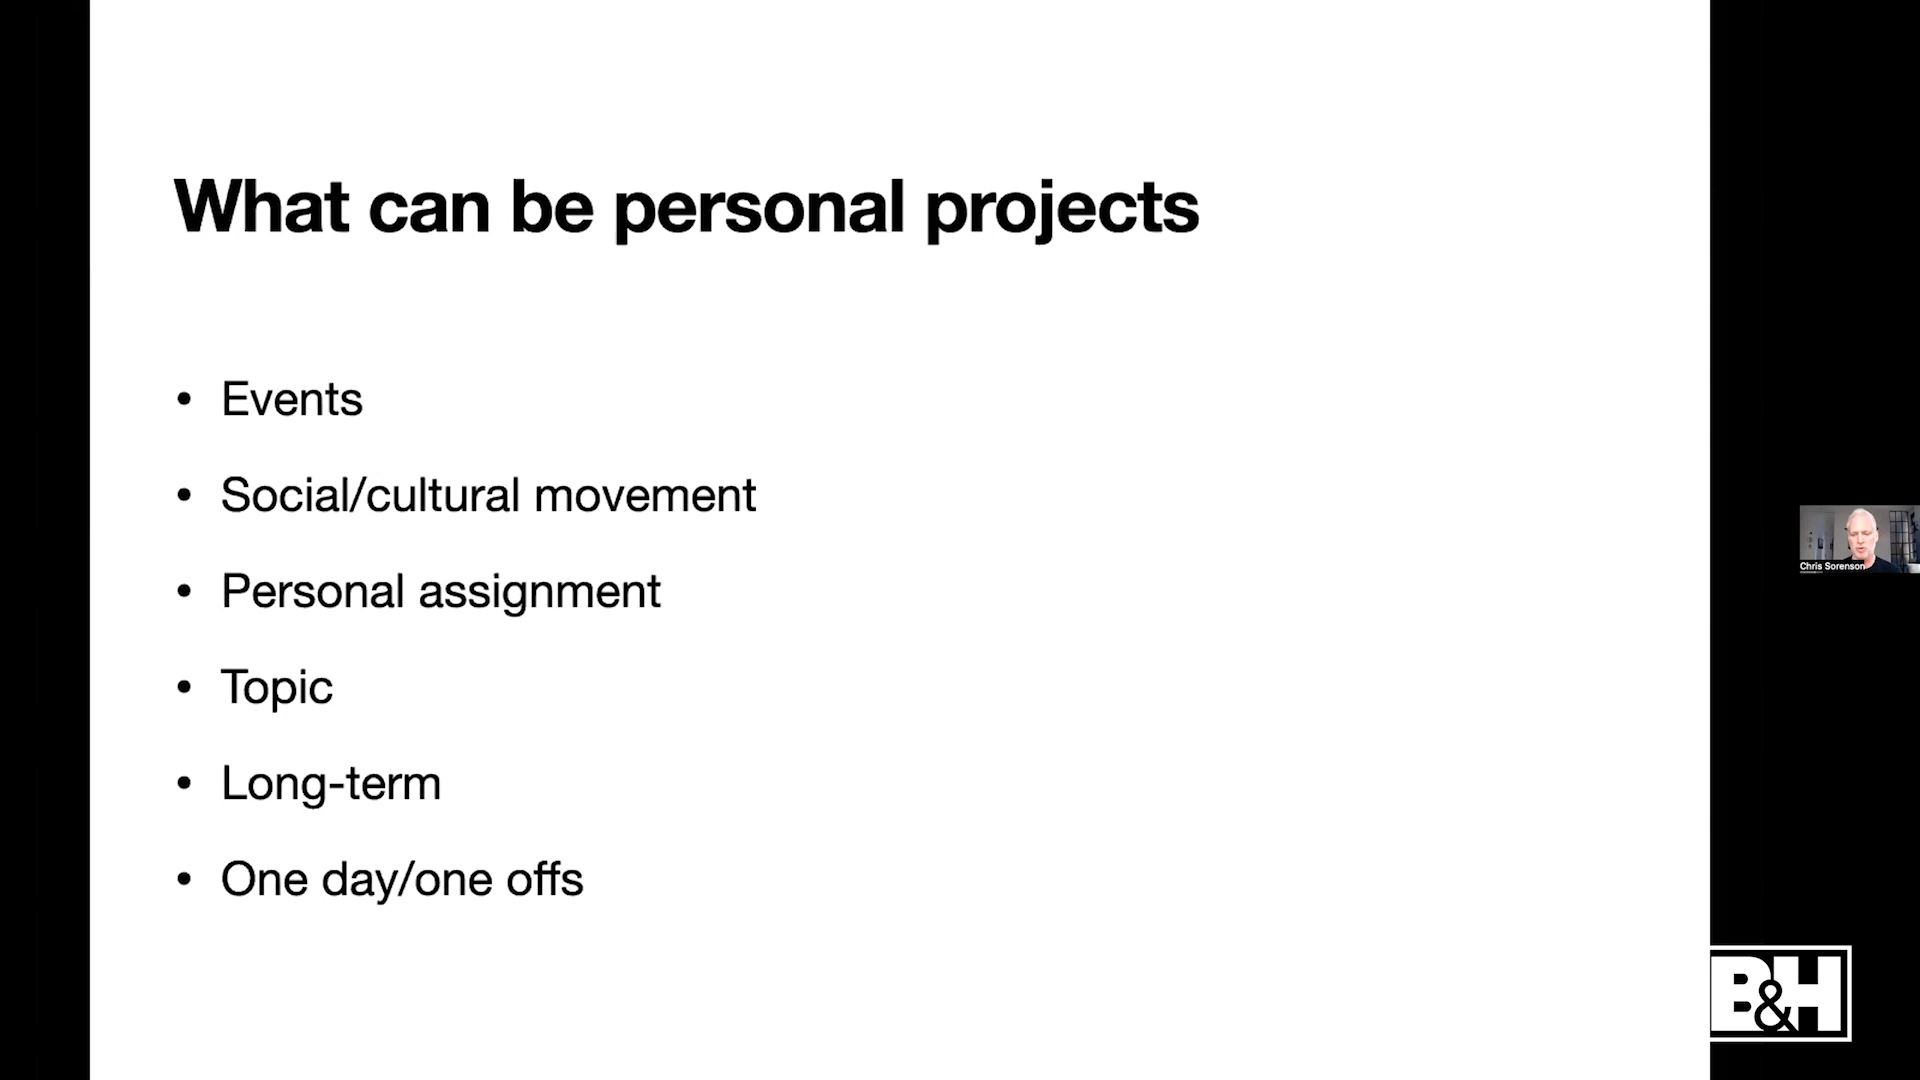 What can be personal projects
• Events
• Social/cultural movement
• Personal assignment
• Topic
• Long-term
• One day/one offs
Chris Sorenson
B&H